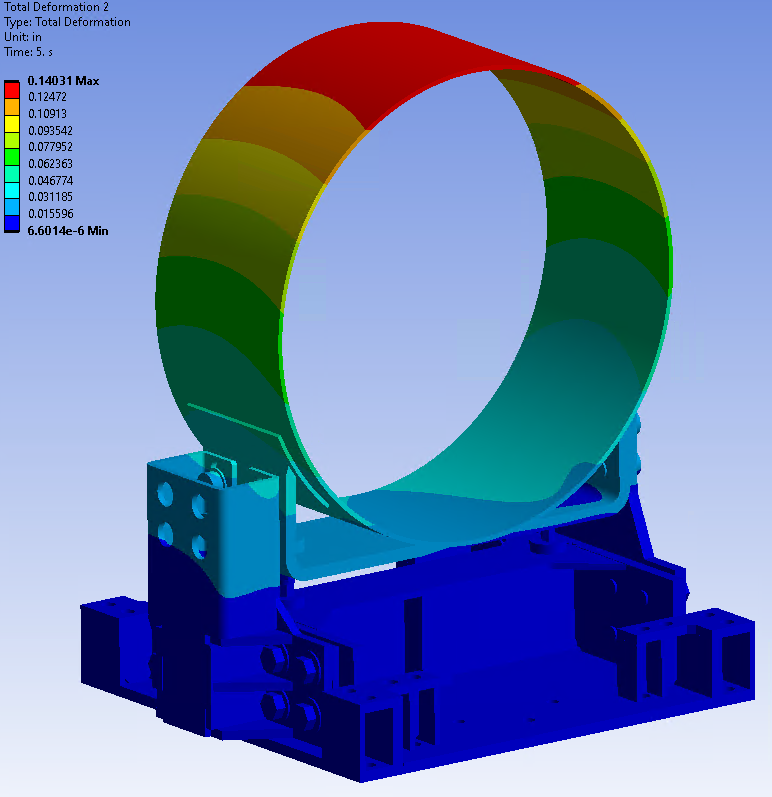 Total Deformation 2
Type: Total Deformation
Unit: in
Time: 5. s
0.14031 Max
0.12472
0.10913
0.093542
0.077952
0.062363
0.046774
0.031185
0.015596
6.6014e-6 Min